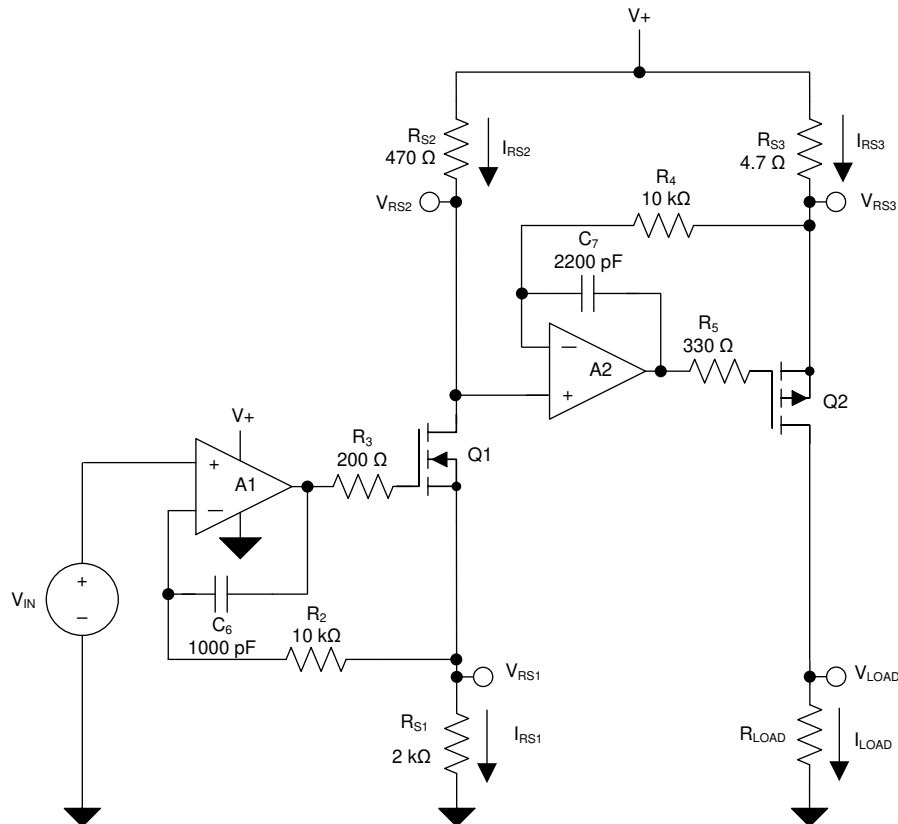 V+
RS2
470 Ω
IRS2
RS3
4.7 Ω
IRS3
VRS2
R4
10 kΩ
VRS3
C7
2200 pF
R5
330 Ω
−
A2
+
Q2
V+
R3
200 Ω
Q1
+
A1
−
VIN
+
−
C6
1000 pF
R2
10 kΩ
VRS1
VLOAD
RS1
2 kΩ
IRS1
RLOAD
ILOAD